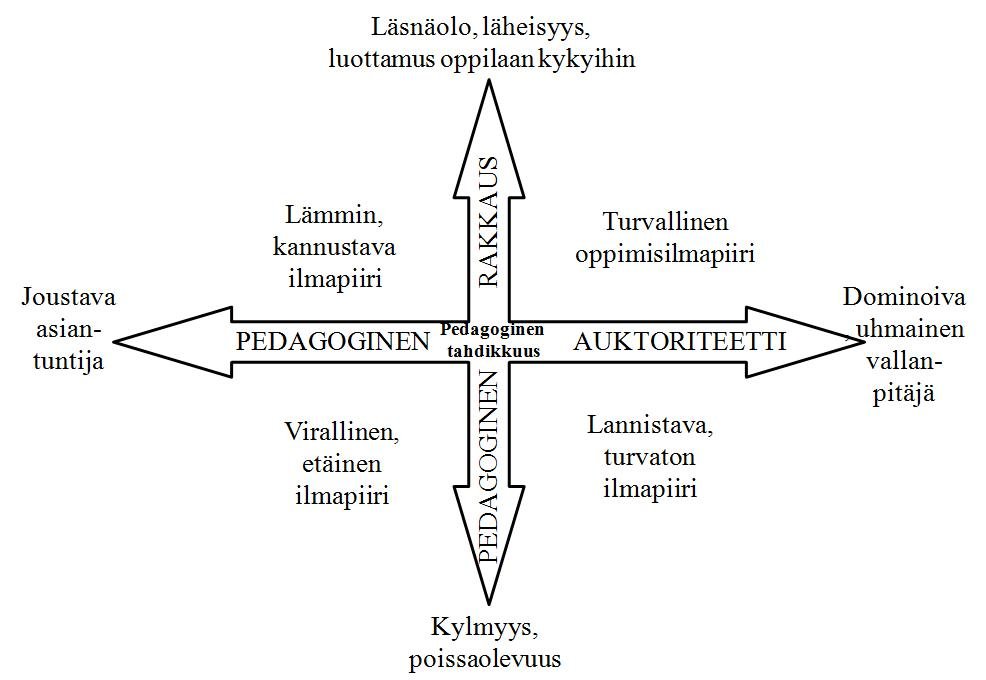 Läsnäolo, läheisyys,
luottamus oppilaan kykyihin
PEDAGOGINEN RAKKAUS
Lämmin,
kannustava
ilmapiiri
Turvallinen
oppimisilmapiiri
Joustava
asian-
tuntija
PEDAGOGINEN AUKTORITEETTI
Pedagoginen
tahdikkuus
Dominoiva
uhmainen
vallan-
pitäjä
Virallinen,
etäinen
ilmapiiri
Lannistava,
turvaton
ilmapiiri
Kylmyys,
poissaolevuus